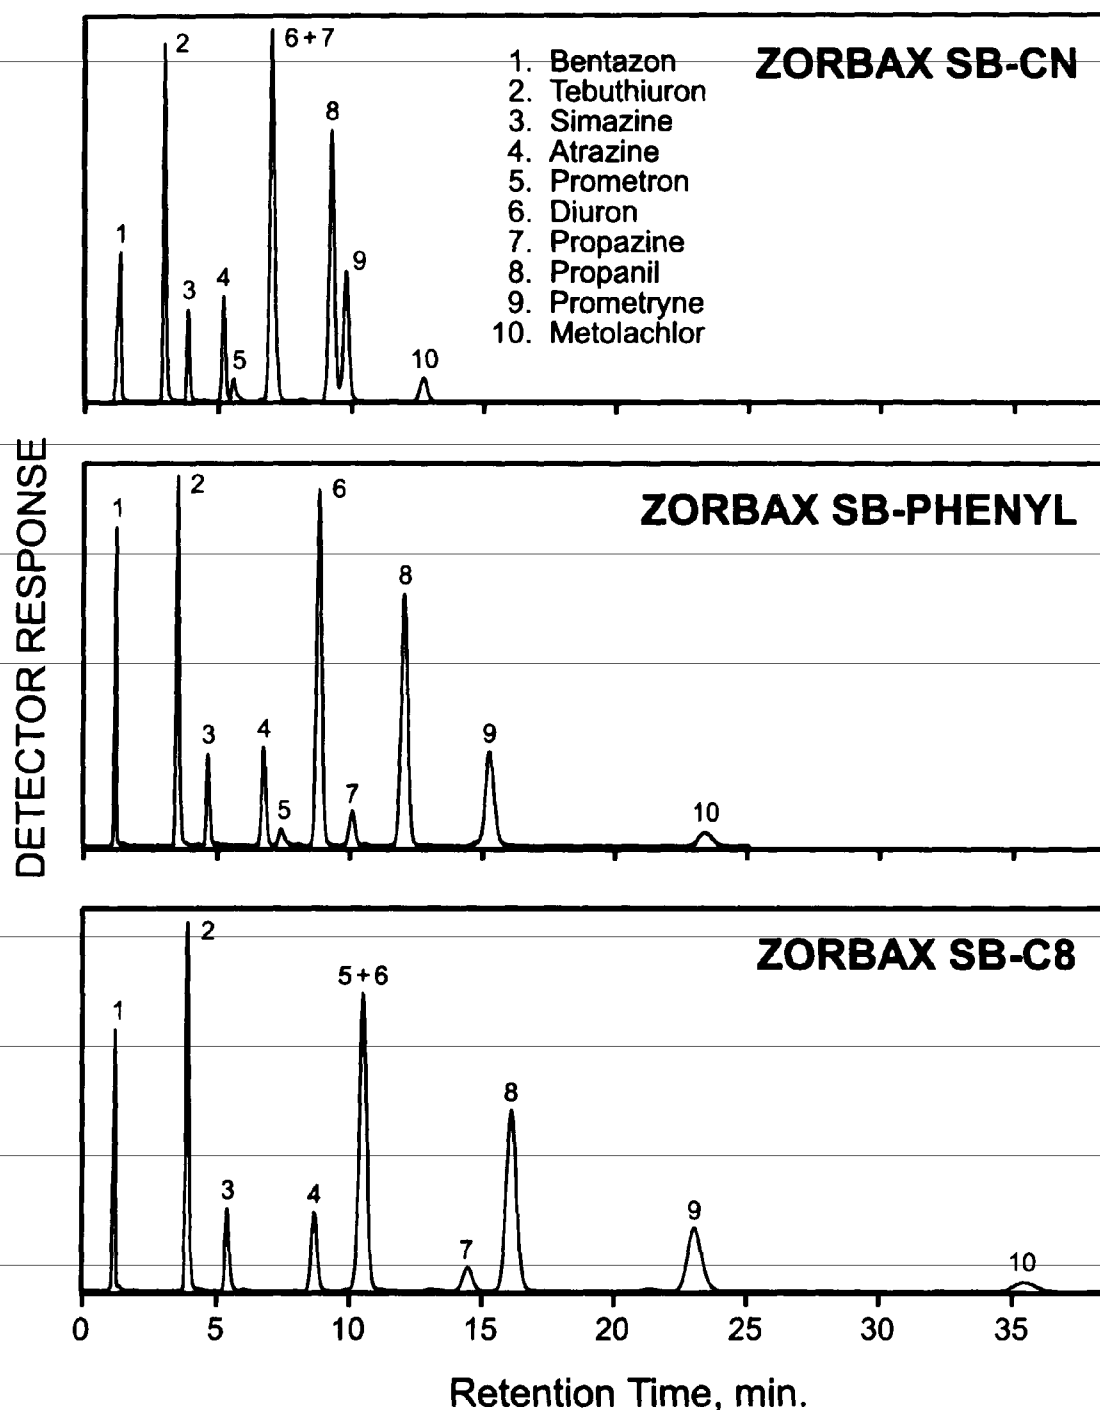 2
6+7
ZORBAX SB-CN
1. Bentazon
2. Tebuthiuron
3. Simazine
4. Atrazine
5. Prometron
6. Diuron
7. Propazine
8. Propanil
9. Prometryne
10. Metolachlor
8
1
9
4
3
5
10
DETECTOR RESPONSE
2
6
ZORBAX SB-PHENYL
1
8
4
9
3
7
5
10
2
ZORBAX SB-C8
5+6
1
8
3
4
9
7
10
0 5 10 15 20 25 30 35
Retention Time, min.